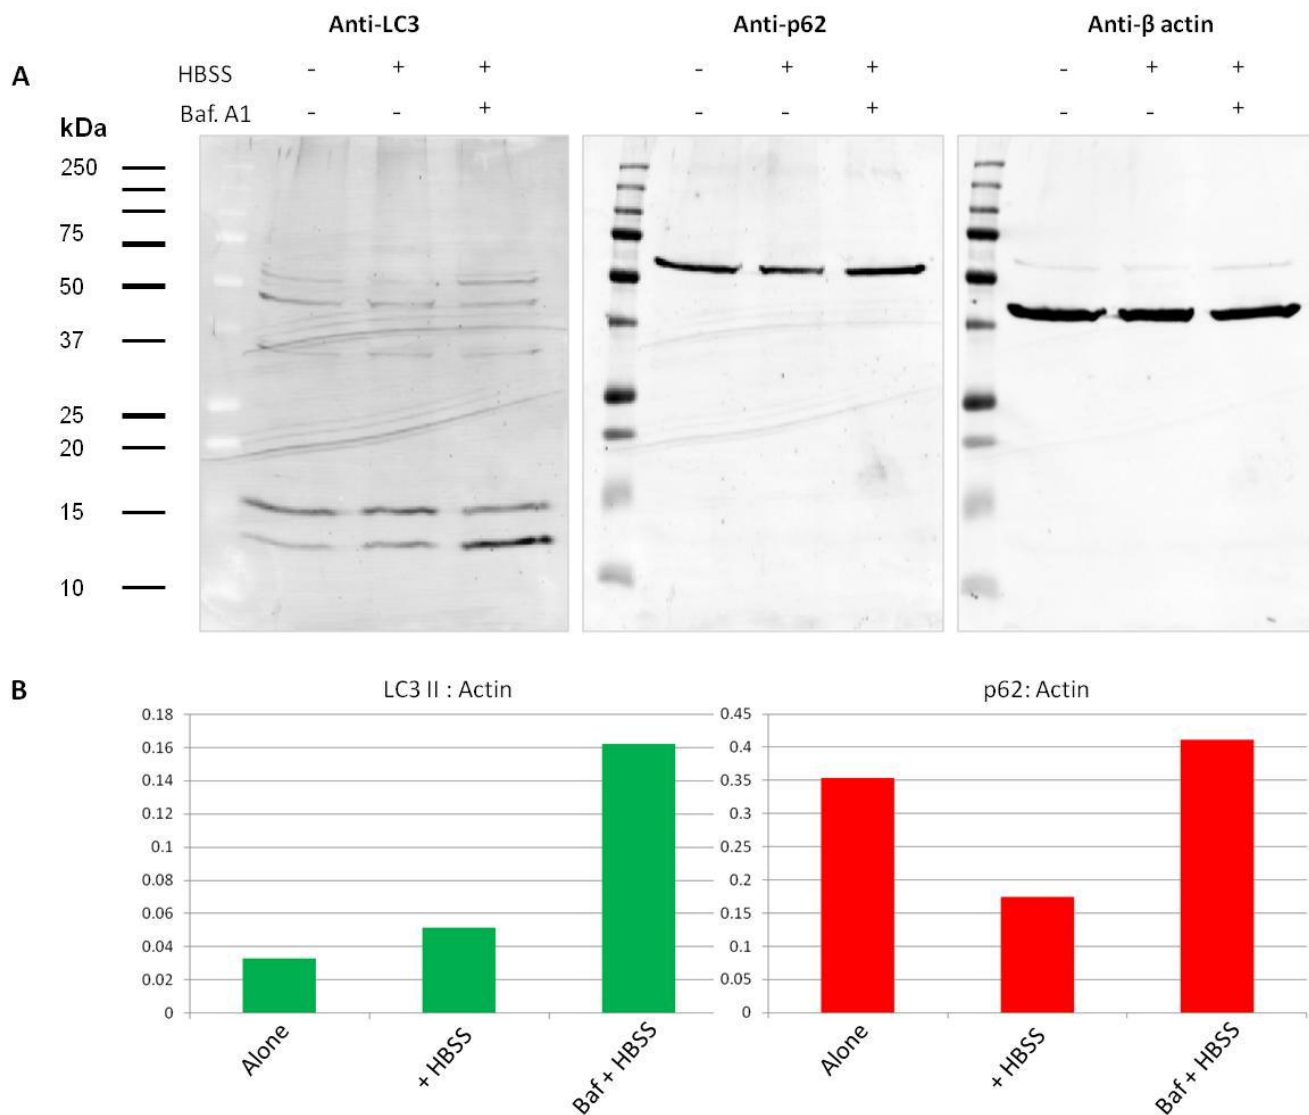 Anti-LC3 Anti-p62 Anti-β actin
A
HBSS - + + - + + - + +
Baf. A1 - - + - - + - - +
kDa
250
75
50
37
25
20
15
10
B
LC3 II : Actin
0.18
0.16
0.14
0.12
0.1
0.08
0.06
0.04
0.02
0
Alone
+ HBSS
Baf + HBSS
p62: Actin
0.45
0.4
0.35
0.3
0.25
0.2
0.15
0.1
0.05
0
Alone
+ HBSS
Baf + HBSS